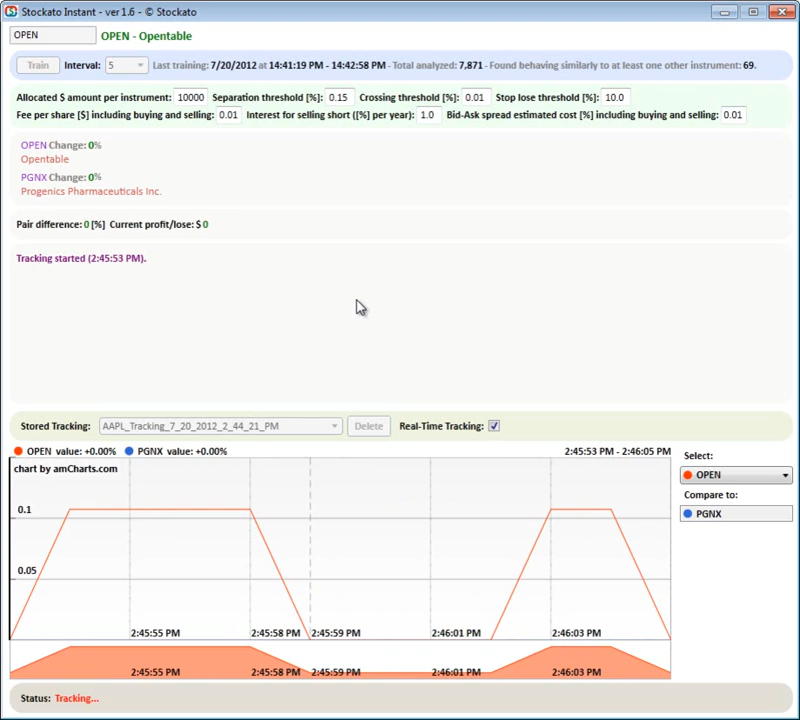 Stockato Instant - ver 1.6 - © Stockato
OPEN OPEN - Opentable
Train Interval: 5 Last training: 7/20/2012 at 14:41:19 PM - 14:42:58 PM - Total analyzed: 7,871 - Found behaving similarly to at least one other instrument: 69.
Allocated $ amount per instrument: 10000 Separation threshold [%]: 0.15 Crossing threshold [%]: 0.01 Stop lose threshold [%]: 10.0
Fee per share [$] including buying and selling: 0.01 Interest for selling short ([%] per year): 1.0 Bid-Ask spread estimated cost [%] including buying and selling: 0.01
OPEN Change: 0%
Opentable
PGNX Change: 0%
Progenics Pharmaceuticals Inc.
Pair difference: 0 [%] Current profit/lose: $ 0
Tracking started (2:45:53 PM).
Stored Tracking: AAPL_Tracking_7_20_2012_2_44_21_PM Delete Real-Time Tracking:
OPEN value: +0.00% PGNX value: +0.00% 2:45:53 PM - 2:46:05 PM
Select:
chart by amCharts.com
OPEN
Compare to:
PGNX
0.1
0.05
2:45:55 PM 2:45:58 PM 2:45:59 PM 2:46:01 PM 2:46:03 PM
2:45:55 PM 2:45:58 PM 2:45:59 PM 2:46:01 PM 2:46:03 PM
Status: Tracking...